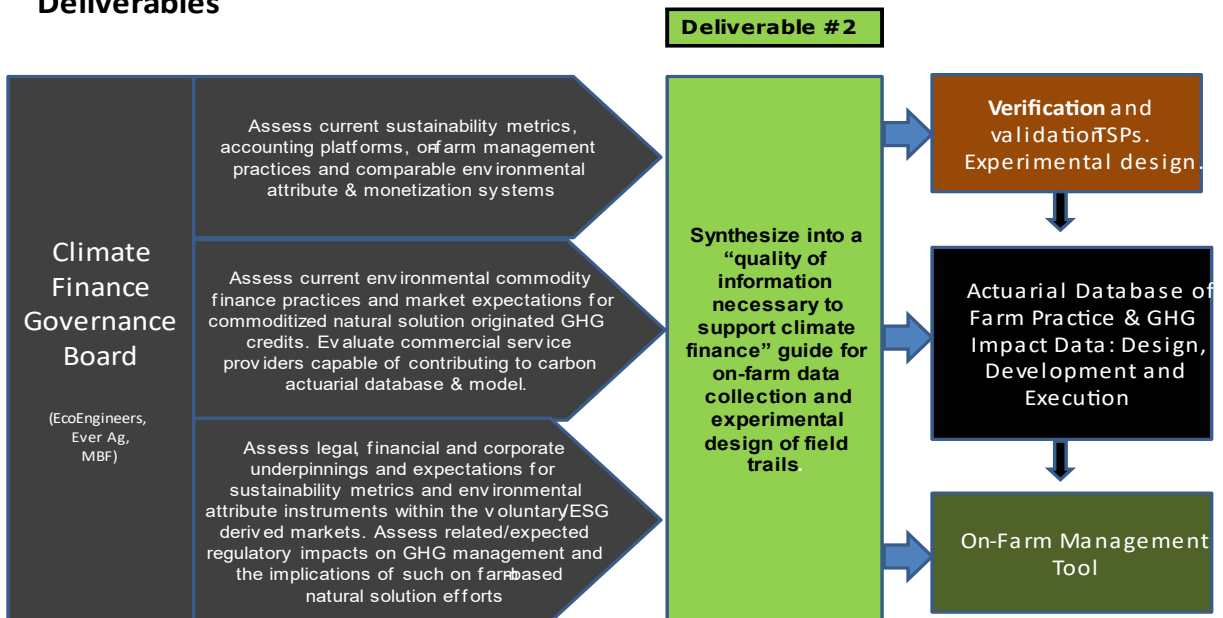 Deliverables
Deliverable #2
Climate
Finance
Governance
Board
(EcoEngineers,
Ever Ag,
MBF)
Assess current sustainability metrics,
accounting platforms, on-farm management
practices and comparable environmental
attribute & monetization systems
Assess current environmental commodity
finance practices and market expectations for
commoditized natural solution originated GHG
credits. Evaluate commercial service
providers capable of contributing to carbon
actuarial database & model.
Assess legal, financial and corporate
underpinnings and expectations for
sustainability metrics and environmental
attribute instruments within the voluntary/ESG
derived markets. Assess related/expected
regulatory impacts on GHG management and
the implications of such on farm-based
natural solution efforts
Synthesize into a
“quality of
information
necessary to
support climate
finance” guide for
on-farm data
collection and
experimental
design of field
trails.
Verification and
validation TSPs.
Experimental design.
Actuarial Database of
Farm Practice & GHG
Impact Data: Design,
Development and
Execution
On-Farm Management
Tool